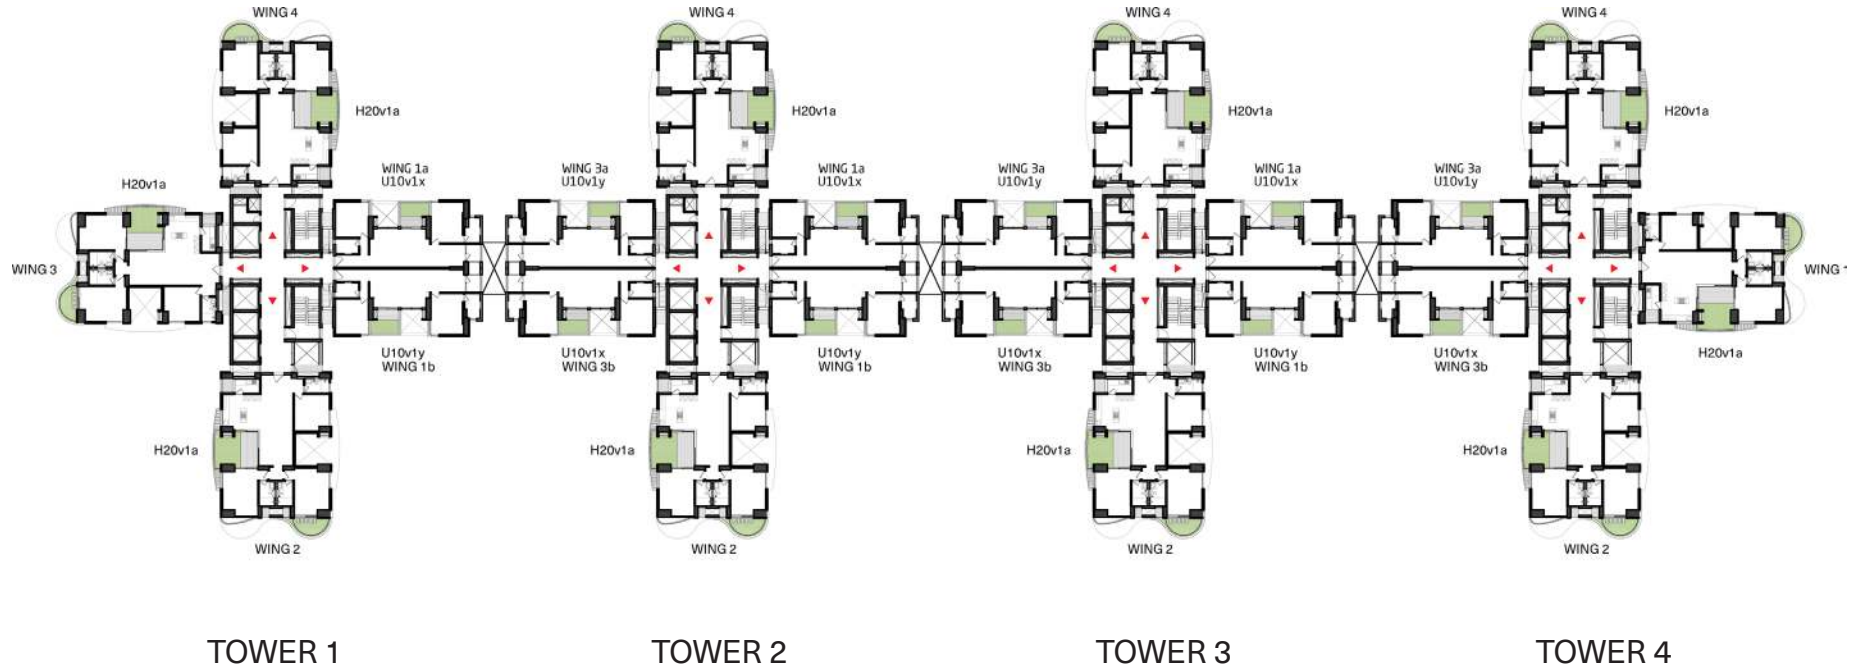 WING 4
WING 4
WING 4
WING 4
H20v1a
H20v1a
H20v1a
H20v1a
WING 1a
U10v1x
WING 3a
U10v1y
WING 1a
U10v1x
WING 3a
U10v1y
WING 1a
U10v1x
WING 3a
U10v1y
H20v1a
WING 3
WING
U10v1y
WING 1b
U10v1x
WING 3b
U10v1y
WING 1b
U10v1x
WING 3b
U10v1y
WING 1b
U10v1x
WING 3b
H20v1a
H20v1a
H20v1a
H20v1a
H20v1a
WING 2
WING 2
WING 2
WING 2
TOWER 1
TOWER 2
TOWER 3
TOWER 4